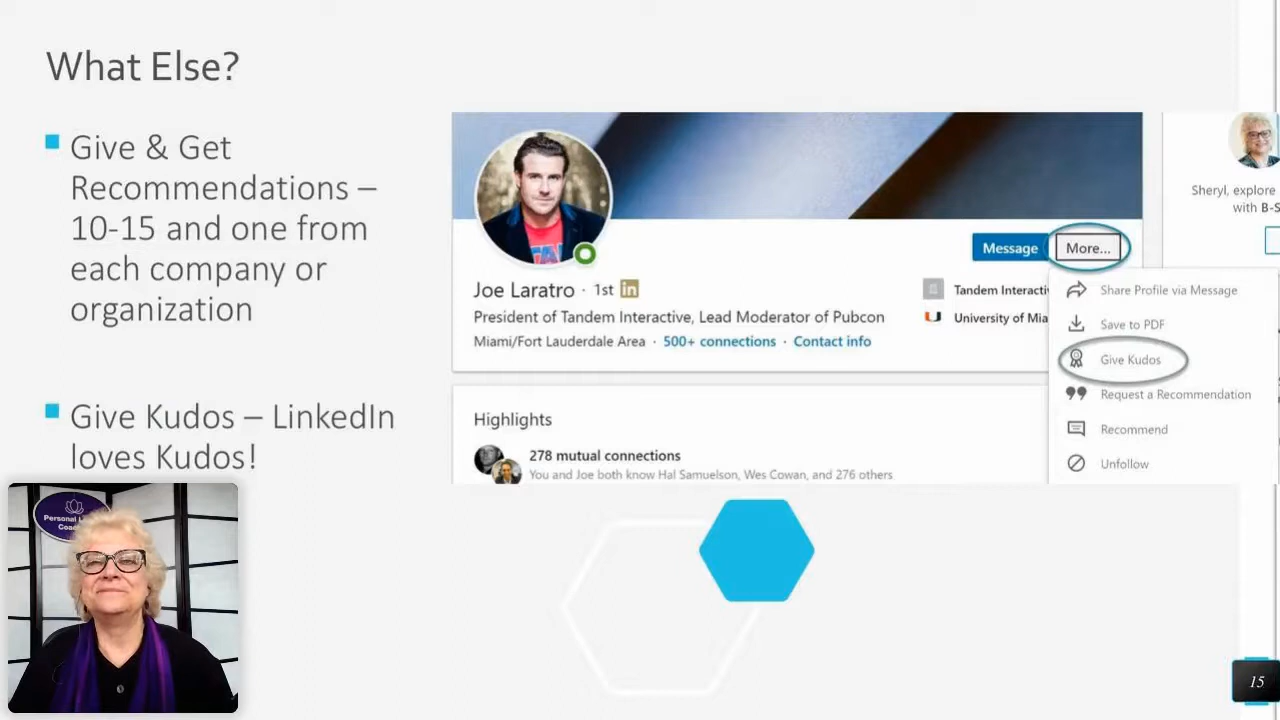 What Else?
Give & Get
Recommendations –
10-15 and one from
each company or
organization
Give Kudos – LinkedIn
loves Kudos!
Message
More...
Joe Laratro · 1st in
President of Tandem Interactive, Lead Moderator of Pubcon
Miami/Fort Lauderdale Area · 500+ connections · Contact info
Tandem
University of
Share Profile via Message
Save to PDF
Give Kudos
Request a Recommendation
Recommend
Unfollow
Highlights
278 mutual connections
You and Joe both know Hal Samuelson, Wes Cowan, and 276 others
Sheryl, explore
with
Personal
15